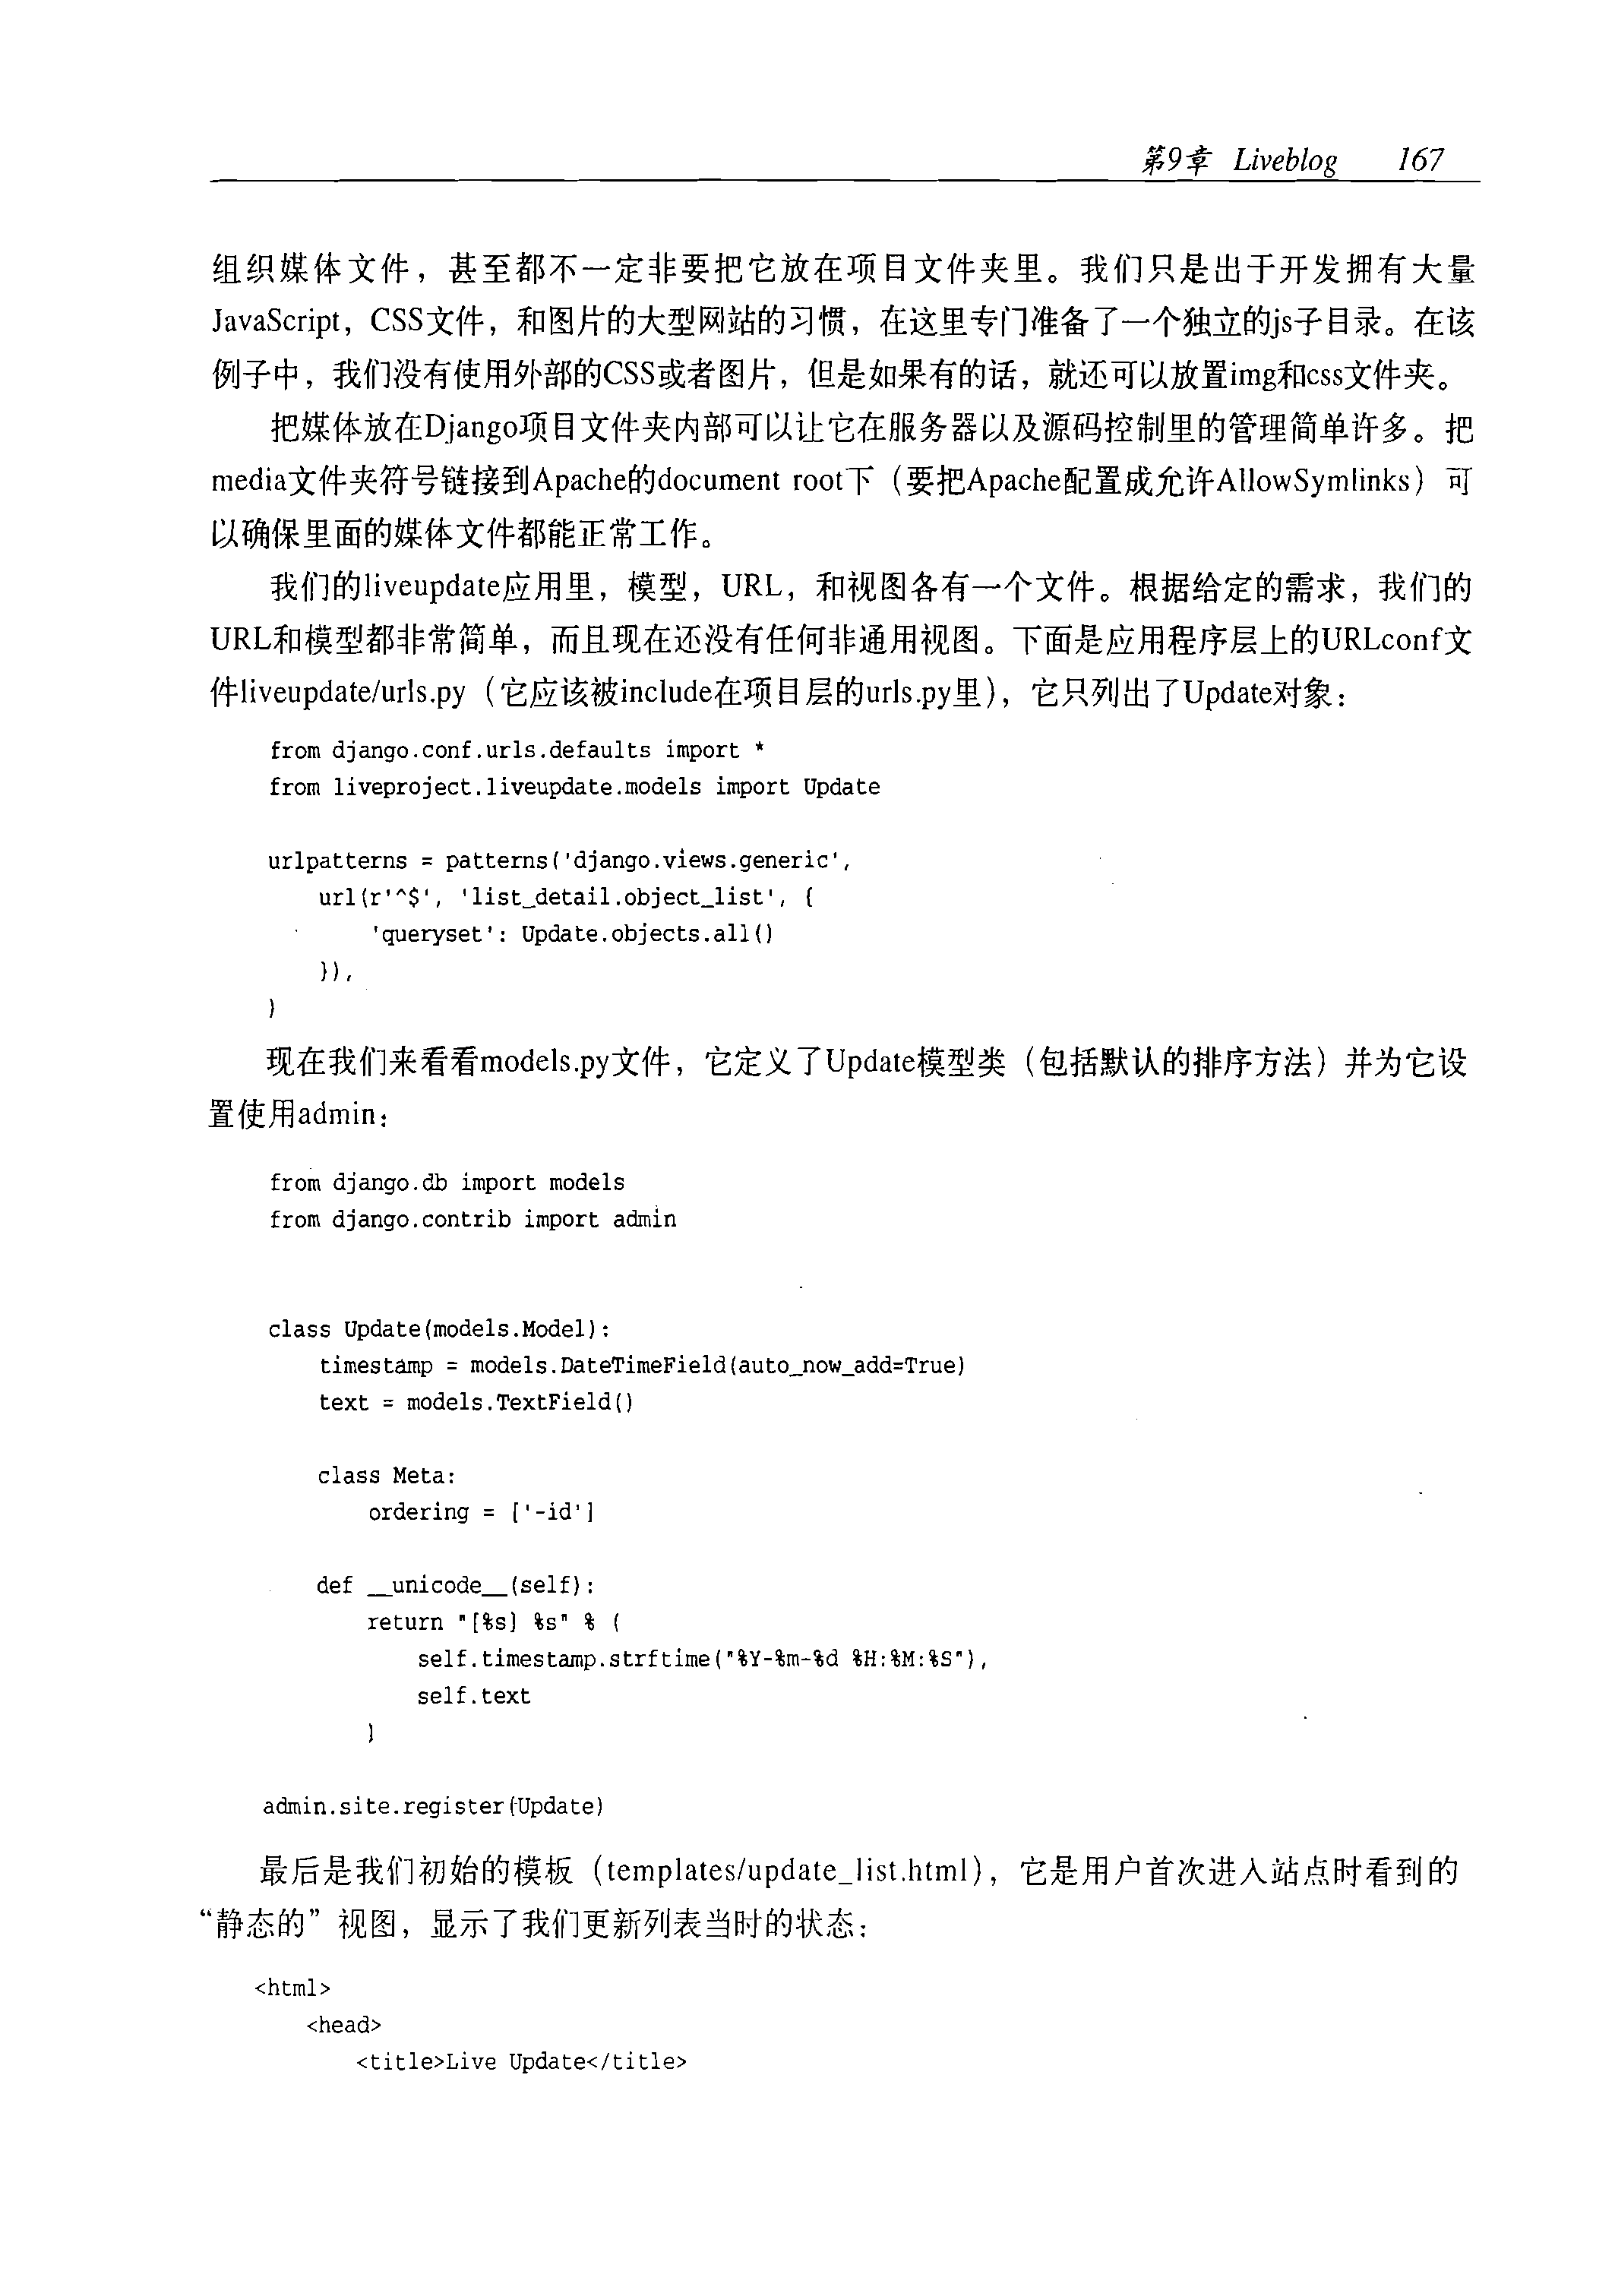 第9章 Liveblog 167
组织媒体文件，甚至都不一定非要把它放在项目文件夹里。我们只是出于开发拥有大量
JavaScript，CSS文件，和图片的大型网站的习惯，在这里专门准备了一个独立的js子目录。在该
例子中，我们没有使用外部的CSS或者图片，但是如果有的话，就还可以放置img和css文件夹。
把媒体放在Django项目文件夹内部可以让它在服务器以及源码控制里的管理简单许多。把
media文件夹符号链接到Apache的document root下（要把Apache配置成允许AllowSymlinks）可
以确保里面的媒体文件都能正常工作。
我们的liveupdate应用里，模型，URL，和视图各有一个文件。根据给定的需求，我们的
URL和模型都非常简单，而且现在还没有任何非通用视图。下面是应用程序层上的URLconf文
件liveupdate/urls.py（它应该被include在项目层的urls.py里），它只列出了Update对象：
from django.conf.urls.defaults import *
from liveproject.liveupdate.models import Update
urlpatterns = patterns('django.views.generic',
    url(r'^$', 'list_detail.object_list', {
        'queryset': Update.objects.all()
    }),
)
现在我们来看看models.py文件，它定义了Update模型类（包括默认的排序方法）并为它设
置使用admin：
from django.db import models
from django.contrib import admin
class Update(models.Model):
    timestamp = models.DateTimeField(auto_now_add=True)
    text = models.TextField()
    class Meta:
        ordering = ['-id']
    def __unicode__(self):
        return "[%s] %s" % (
            self.timestamp.strftime("%Y-%m-%d %H:%M:%S"),
            self.text
        )
admin.site.register(Update)
最后是我们初始的模板（templates/update_list.html），它是用户首次进入站点时看到的
“静态的”视图，显示了我们更新列表当时的状态：
<html>
    <head>
        <title>Live Update</title>